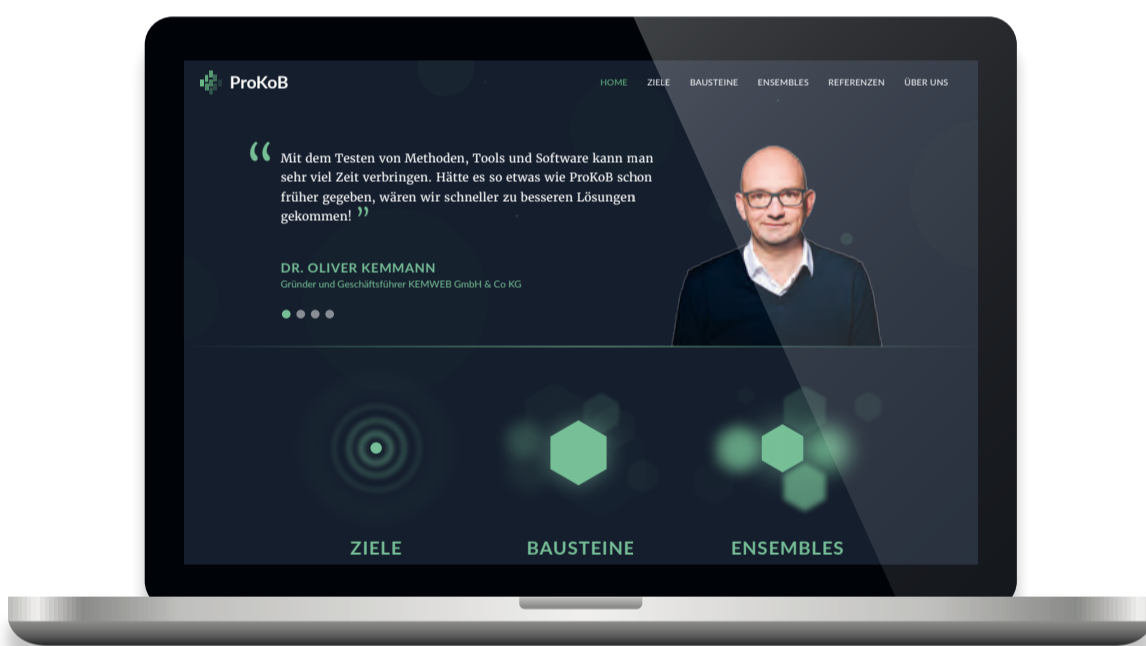 ProKoB
HOME ZIELE BAUSTEINE ENSEMBLES REFERENZEN ÜBER UNS
“ Mit dem Testen von Methoden, Tools und Software kann man
sehr viel Zeit verbringen. Hätte es so etwas wie ProKoB schon
früher gegeben, wären wir schneller zu besseren Lösungen
gekommen! ”
DR. OLIVER KEMMANN
Gründer und Geschäftsführer KEMWEB GmbH & Co KG
ZIELE BAUSTEINE ENSEMBLES